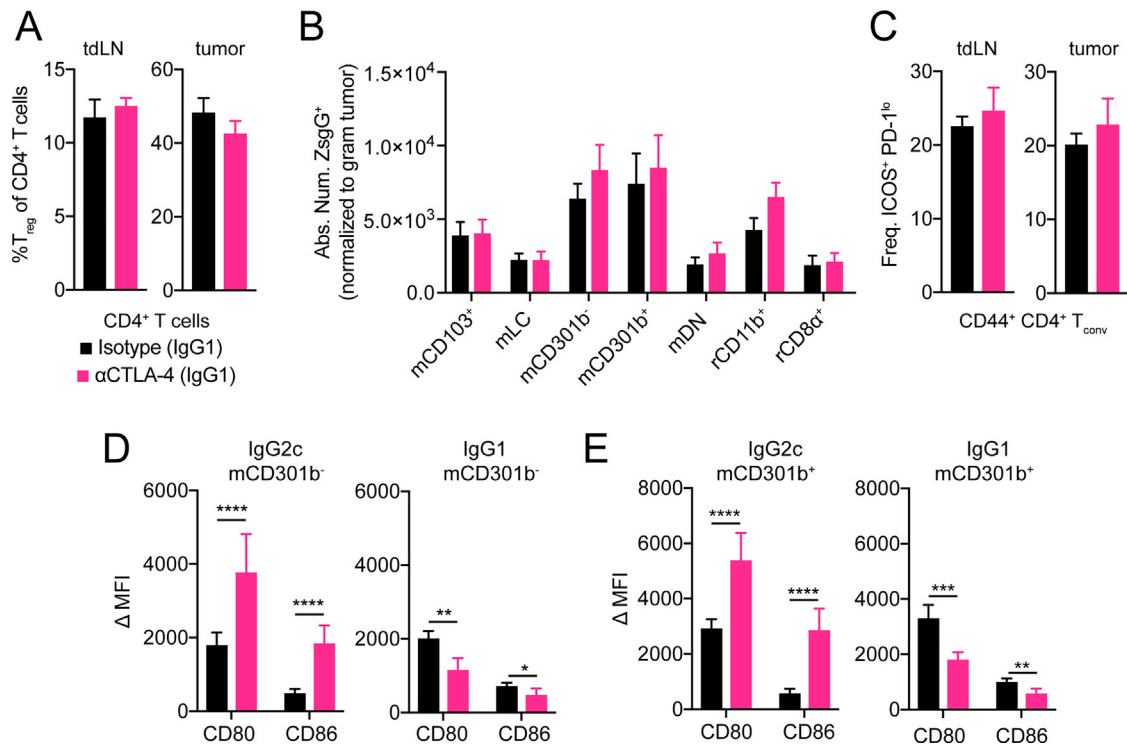 A
tdLN
tumor
%Treg of CD4+ T cells
15
10
5
0
60
40
20
0
CD4+ T cells
Isotype (IgG1)
αCTLA-4 (IgG1)
B
Abs. Num. ZsgG+
(normalized to gram tumor)
1.5×10⁴
1.0×10⁴
5.0×10³
0.0
mCD103+
mLC
mCD301b-
mCD301b+
mDN
rCD11b+
rCD8α+
C
tdLN
tumor
Freq. ICOS+ PD-1lo
30
20
10
0
30
20
10
0
CD44+ CD4+ Tconv
D
IgG2c
mCD301b-
Δ MFI
6000
4000
2000
0
****
****
CD80
CD86
IgG1
mCD301b-
6000
4000
2000
0
**
*
CD80
CD86
E
IgG2c
mCD301b+
Δ MFI
8000
6000
4000
2000
0
****
****
CD80
CD86
IgG1
mCD301b+
8000
6000
4000
2000
0
***
**
CD80
CD86